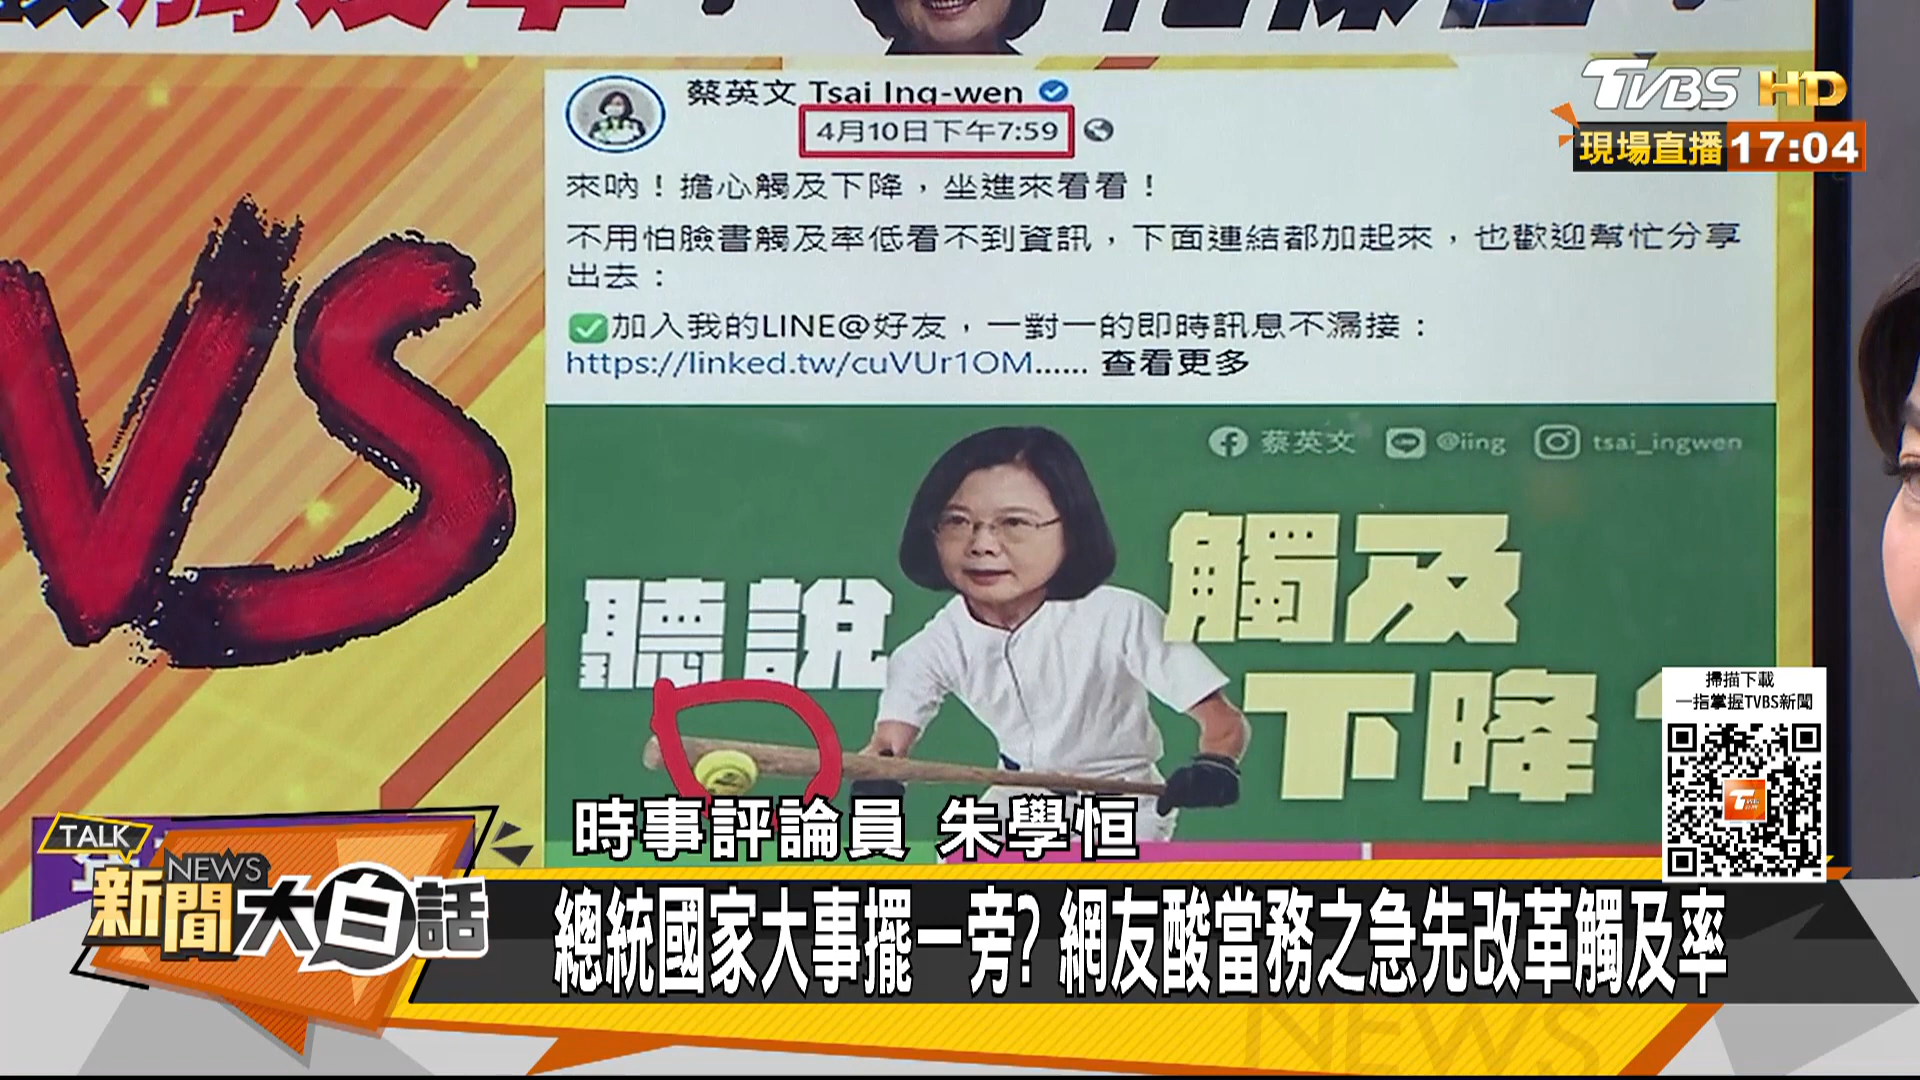 蔡英文 Tsai Ing-wen
4月10日下午7:59
來吶！擔心觸及下降，坐進來看看！
不用怕臉書觸及率低看不到資訊，下面連結都加起來，也歡迎幫忙分享
出去：
✅加入我的LINE@好友，一對一的即時訊息不漏接：
https://linked.tw/cuVUr1OM...... 查看更多
蔡英文 @iing tsai_ingwen
聽說
觸及
下降
VS
TVBS HD
現場直播 17:04
掃描下載
一指掌握TVBS新聞
時事評論員 朱學恒
TALK
NEWS
新聞大白話
總統國家大事擺一旁? 網友酸當務之急先改革觸及率
NEWS